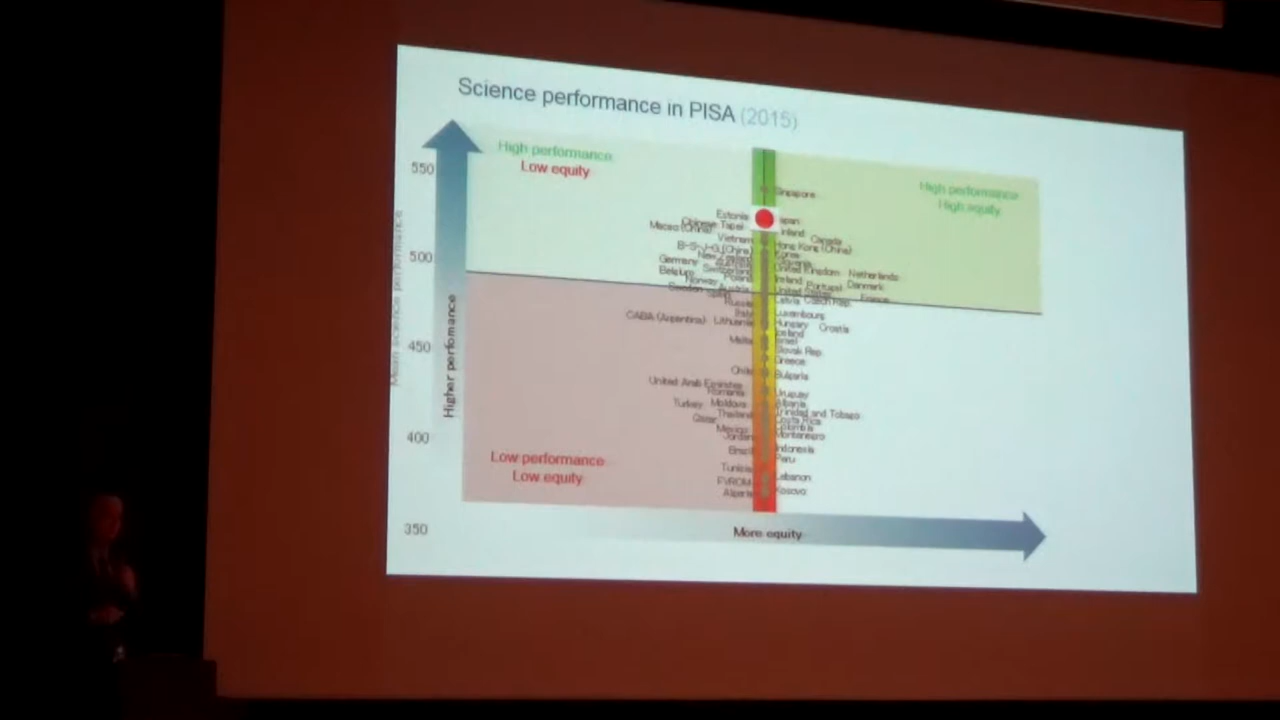 Science performance in PISA (2015)
High performance
Low equity
High performance
High equity
550
500
450
400
350
Mean science performance
Higher perfomance
Singapore
Estonia
Japan
Chinese Taipei
Finland
Macao (China)
Canada
Vietnam
Hong Kong (China)
B-S-J-G (China)
Korea
New Zealand
Slovenia
Germany
Netherlands
Switzerland
United Kingdom
Belgium
Ireland
Denmark
Norway
Poland
Portugal
Austria
United States
Sweden
France
Spain
Latvia
Czech Rep.
Russia
Italy
Luxembourg
CABA (Argentina)
Lithuania
Hungary
Croatia
Iceland
Malta
Israel
Slovak Rep.
Greece
Chile
Bulgaria
United Arab Emirates
Romania
Uruguay
Turkey
Moldova
Albania
Thailand
Trinidad and Tobago
Qatar
Costa Rica
Mexico
Colombia
Jordan
Montenegro
Brazil
Indonesia
Peru
Tunisia
Lebanon
FYROM
Algeria
Kosovo
Low performance
Low equity
More equity